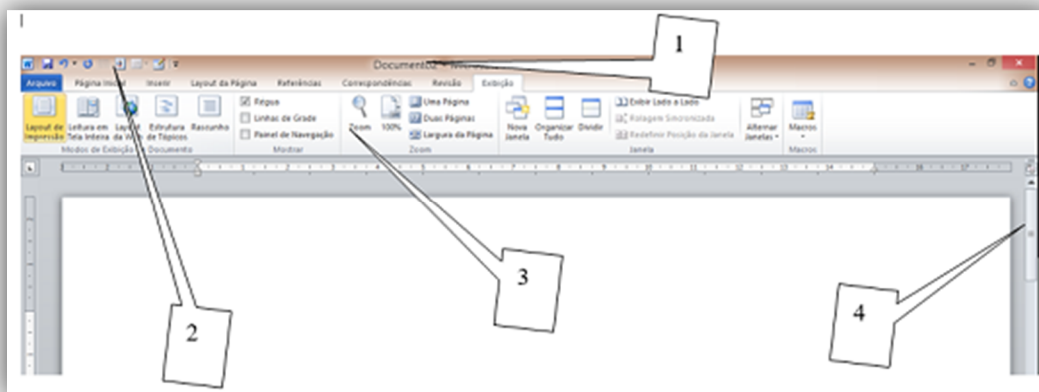 1
Document02 -
Arquivo Página Inicial Inserir Layout da Página Referências Correspondências Revisão Exibição
Layout de Impressão
Leitura em Tela Inteira
Layout da Web
Estrutura de Tópicos
Rascunho
Modos de Exibição de Documento
Régua
Linhas de Grade
Painel de Navegação
Mostrar
Zoom
100%
Uma Página
Duas Páginas
Largura da Página
Zoom
Nova Janela
Organizar Tudo
Dividir
Exibir Lado a Lado
Rolagem Sincronizada
Redefinir Posição da Janela
Janela
Alternar Janelas
Macros
Macros
3
2
4